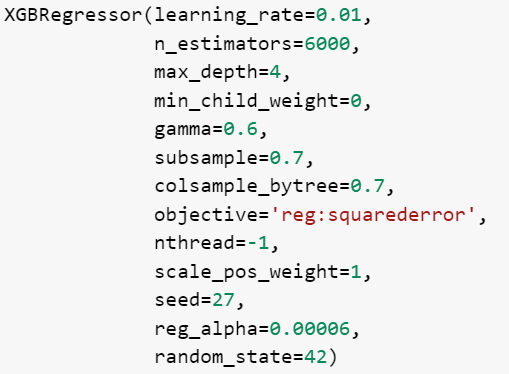 XGBRegressor(learning_rate=0.01,
n_estimators=6000,
max_depth=4,
min_child_weight=0,
gamma=0.6,
subsample=0.7,
colsample_bytree=0.7,
objective='reg:squarederror',
nthread=-1,
scale_pos_weight=1,
seed=27,
reg_alpha=0.00006,
random_state=42)